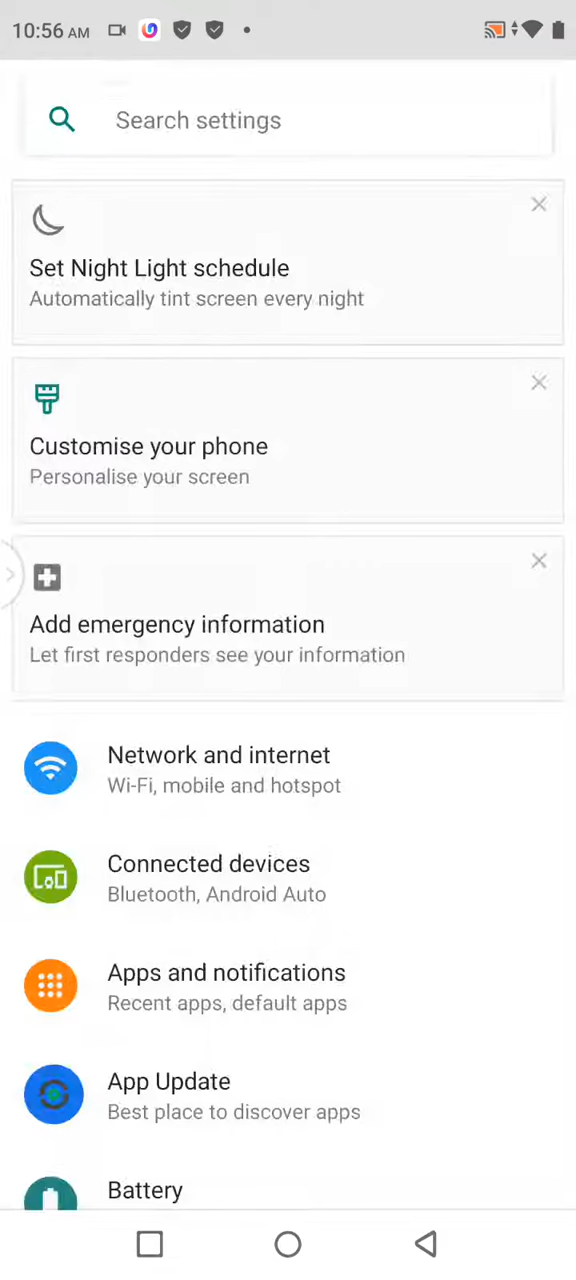 10:56 AM
Search settings
Set Night Light schedule
Automatically tint screen every night
Customise your phone
Personalise your screen
Add emergency information
Let first responders see your information
Network and internet
Wi-Fi, mobile and hotspot
Connected devices
Bluetooth, Android Auto
Apps and notifications
Recent apps, default apps
App Update
Best place to discover apps
Battery